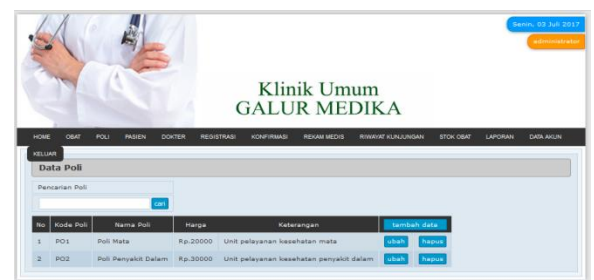 Senin, 03 Juli 2017
administrator
Klinik Umum
GALUR MEDIKA
HOME OBAT POLI PASIEN DOKTER REGISTRASI KONFIRMASI REKAM MEDIS RIWAYAT KUNJUNGAN STOK OBAT LAPORAN DATA AKUN
KELUAR
Data Poli
Pencarian Poli
cari
No Kode Poli Nama Poli Harga Keterangan tambah data
1 PO1 Poli Mata Rp.20000 Unit pelayanan kesehatan mata ubah hapus
2 PO2 Poli Penyakit Dalam Rp.30000 Unit pelayanan kesehatan penyakit dalam ubah hapus